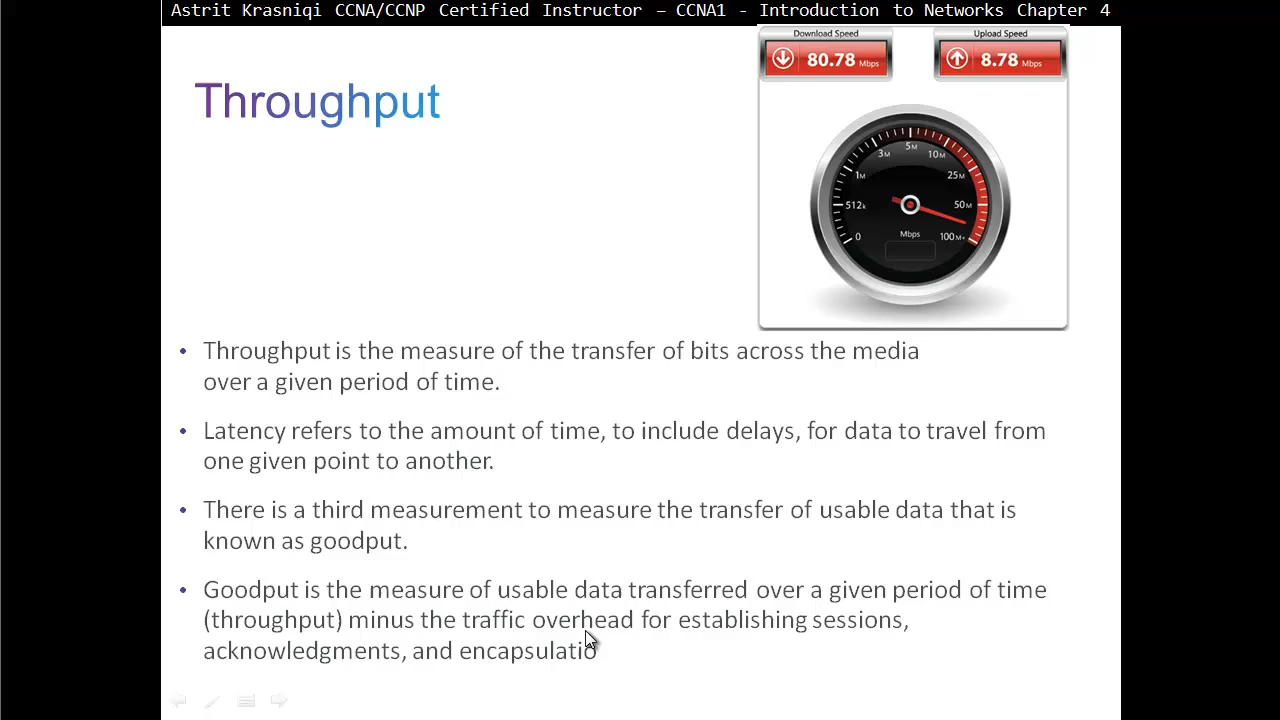 Astrit Krasniqi CCNA/CCNP Certified Instructor – CCNA1 - Introduction to Networks Chapter 4
Download Speed
80.78 Mbps
Upload Speed
8.78 Mbps
Throughput
5M
3M
10M
1M
25M
512k
50M
0
Mbps
100M+
• Throughput is the measure of the transfer of bits across the media
over a given period of time.
• Latency refers to the amount of time, to include delays, for data to travel from
one given point to another.
• There is a third measurement to measure the transfer of usable data that is
known as goodput.
• Goodput is the measure of usable data transferred over a given period of time
(throughput) minus the traffic overhead for establishing sessions,
acknowledgments, and encapsulatio